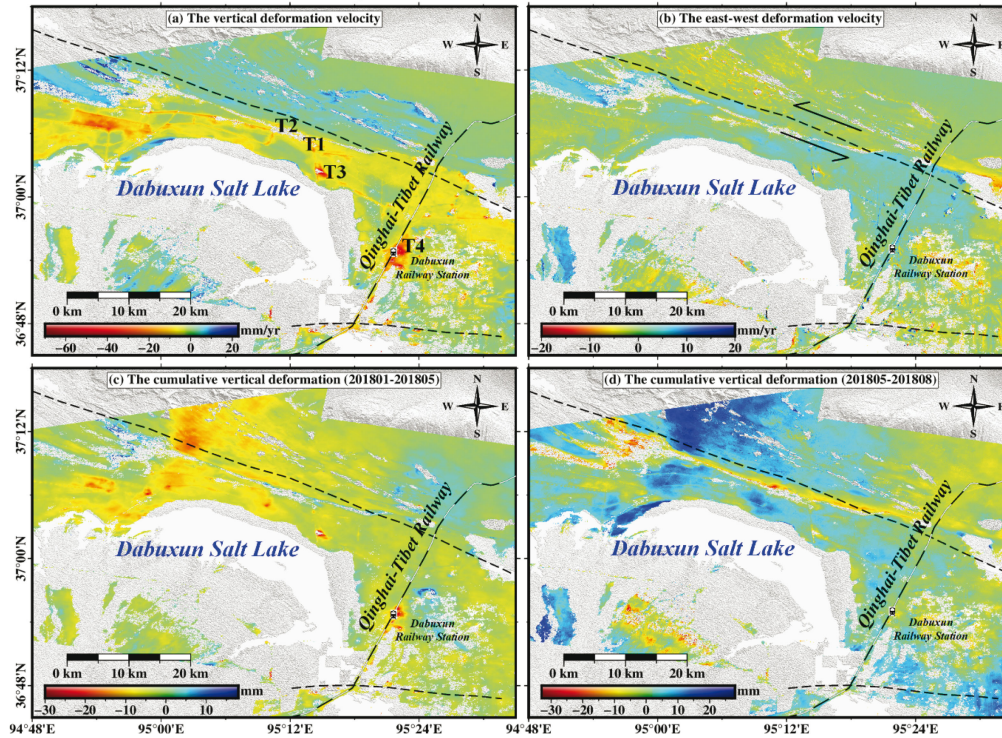 (a) The vertical deformation velocity
N
W E
S
37°12'N
T2
T1
T3
37°00'N
Dabuxun Salt Lake
Qinghai-Tibet Railway
T4
Dabuxun
Railway Station
0 km 10 km 20 km
36°48'N
mm/yr
−60 −40 −20 0 20
(b) The east-west deformation velocity
N
W E
S
Dabuxun Salt Lake
Qinghai-Tibet Railway
Dabuxun
Railway Station
0 km 10 km 20 km
mm/yr
−20 −10 0 10 20
(c) The cumulative vertical deformation (201801-201805)
N
W E
S
37°12'N
37°00'N
Dabuxun Salt Lake
Qinghai-Tibet Railway
Dabuxun
Railway Station
0 km 10 km 20 km
36°48'N
mm
−30 −20 −10 0 10
94°48'E 95°00'E 95°12'E 95°24'E
(d) The cumulative vertical deformation (201805-201808)
N
W E
S
Dabuxun Salt Lake
Qinghai-Tibet Railway
Dabuxun
Railway Station
0 km 10 km 20 km
mm
−30 −20 −10 0 10 20
95°00'E 95°12'E 95°24'E